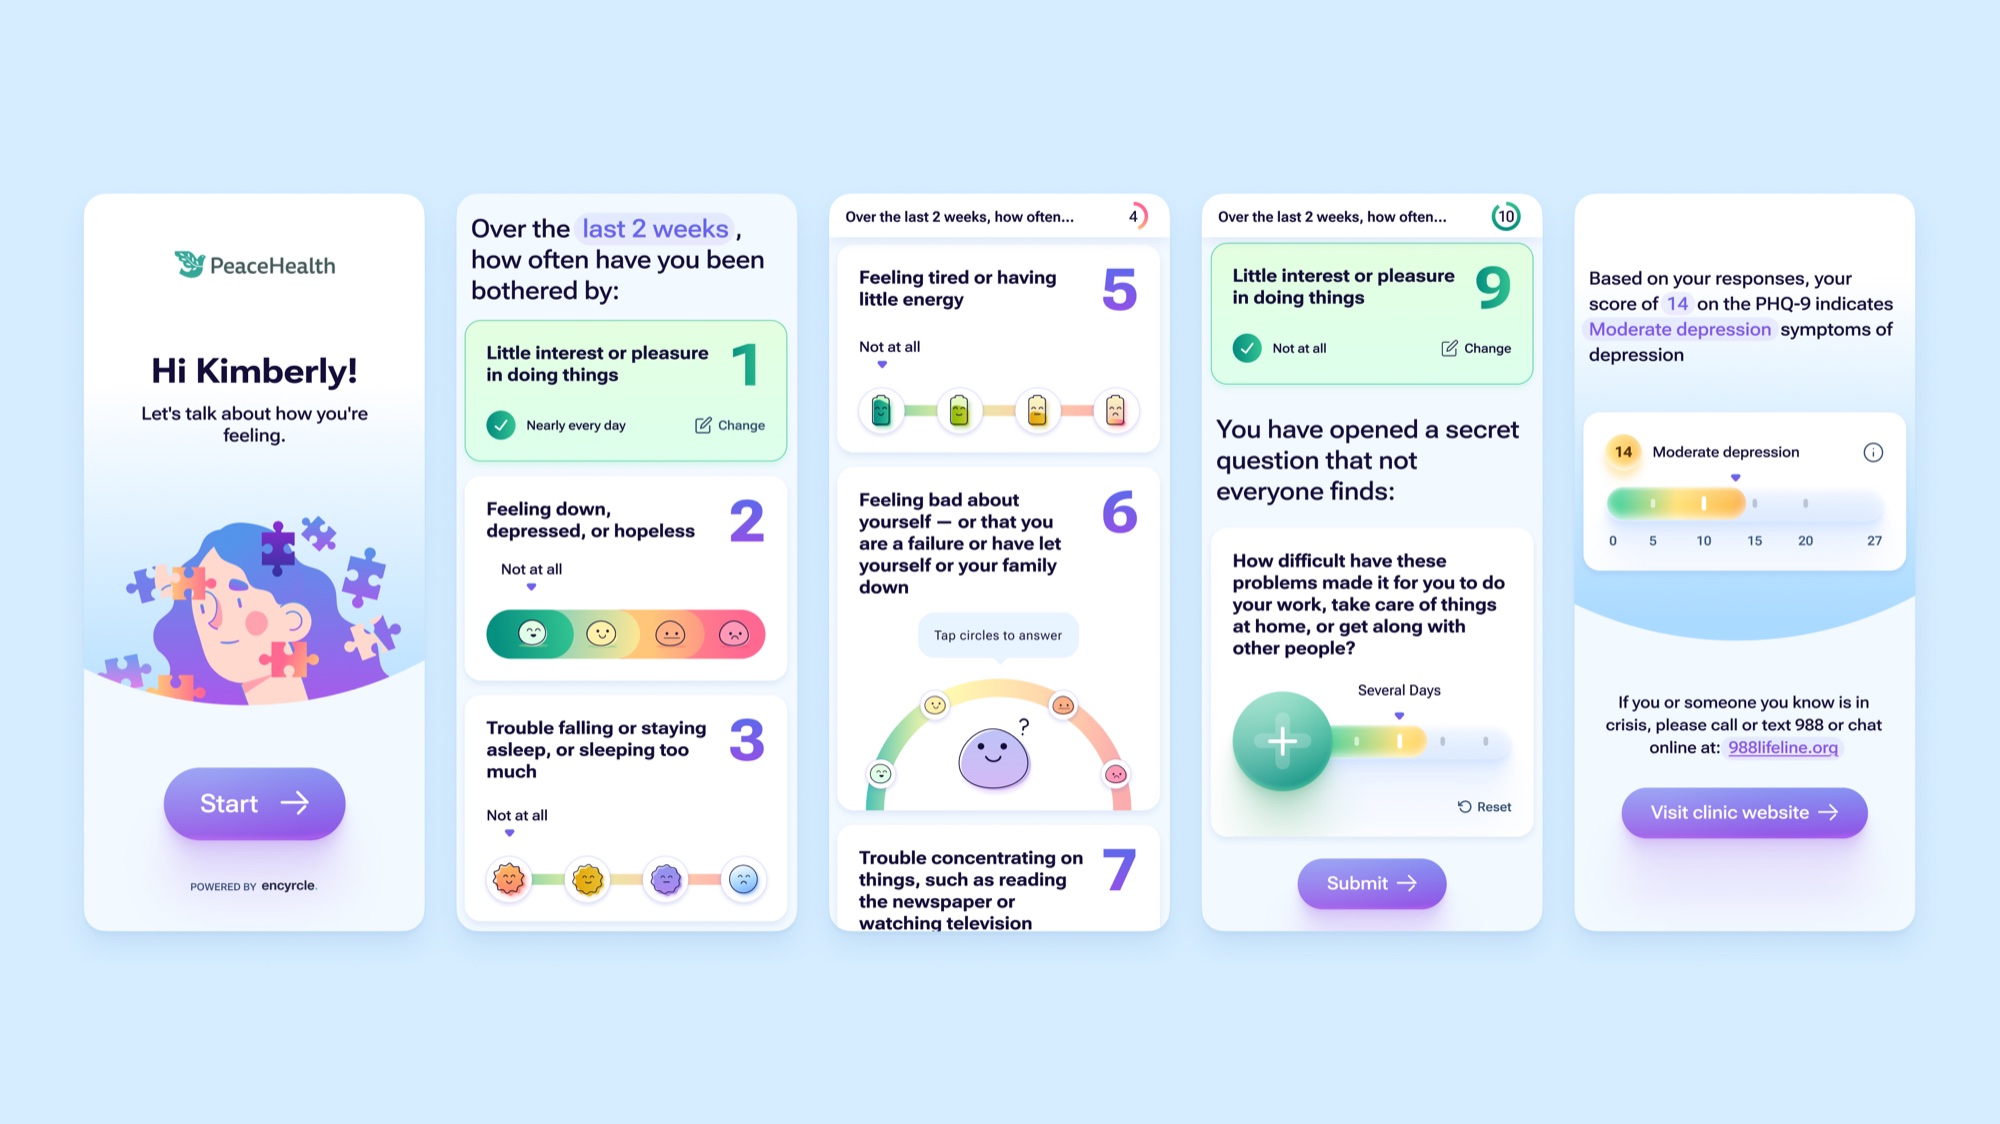 PeaceHealth
Hi Kimberly!
Let's talk about how you're
feeling.
Start
POWERED BY encyrcle.
Over the last 2 weeks ,
how often have you been
bothered by:
Little interest or pleasure
in doing things
1
Nearly every day
Change
Feeling down,
depressed, or hopeless
2
Not at all
Trouble falling or staying
asleep, or sleeping too
much
3
Not at all
Over the last 2 weeks, how often...
4
Feeling tired or having
little energy
5
Not at all
Feeling bad about
yourself — or that you
are a failure or have let
yourself or your family
down
6
Tap circles to answer
?
Trouble concentrating on
things, such as reading
the newspaper or
watching television
7
Over the last 2 weeks, how often...
10
Little interest or pleasure
in doing things
9
Not at all
Change
You have opened a secret
question that not
everyone finds:
How difficult have these
problems made it for you to do
your work, take care of things
at home, or get along with
other people?
Several Days
Reset
Submit
Based on your responses, your
score of 14 on the PHQ-9 indicates
Moderate depression symptoms of
depression
14 Moderate depression
0 5 10 15 20 27
If you or someone you know is in
crisis, please call or text 988 or chat
online at: 988lifeline.org
Visit clinic website